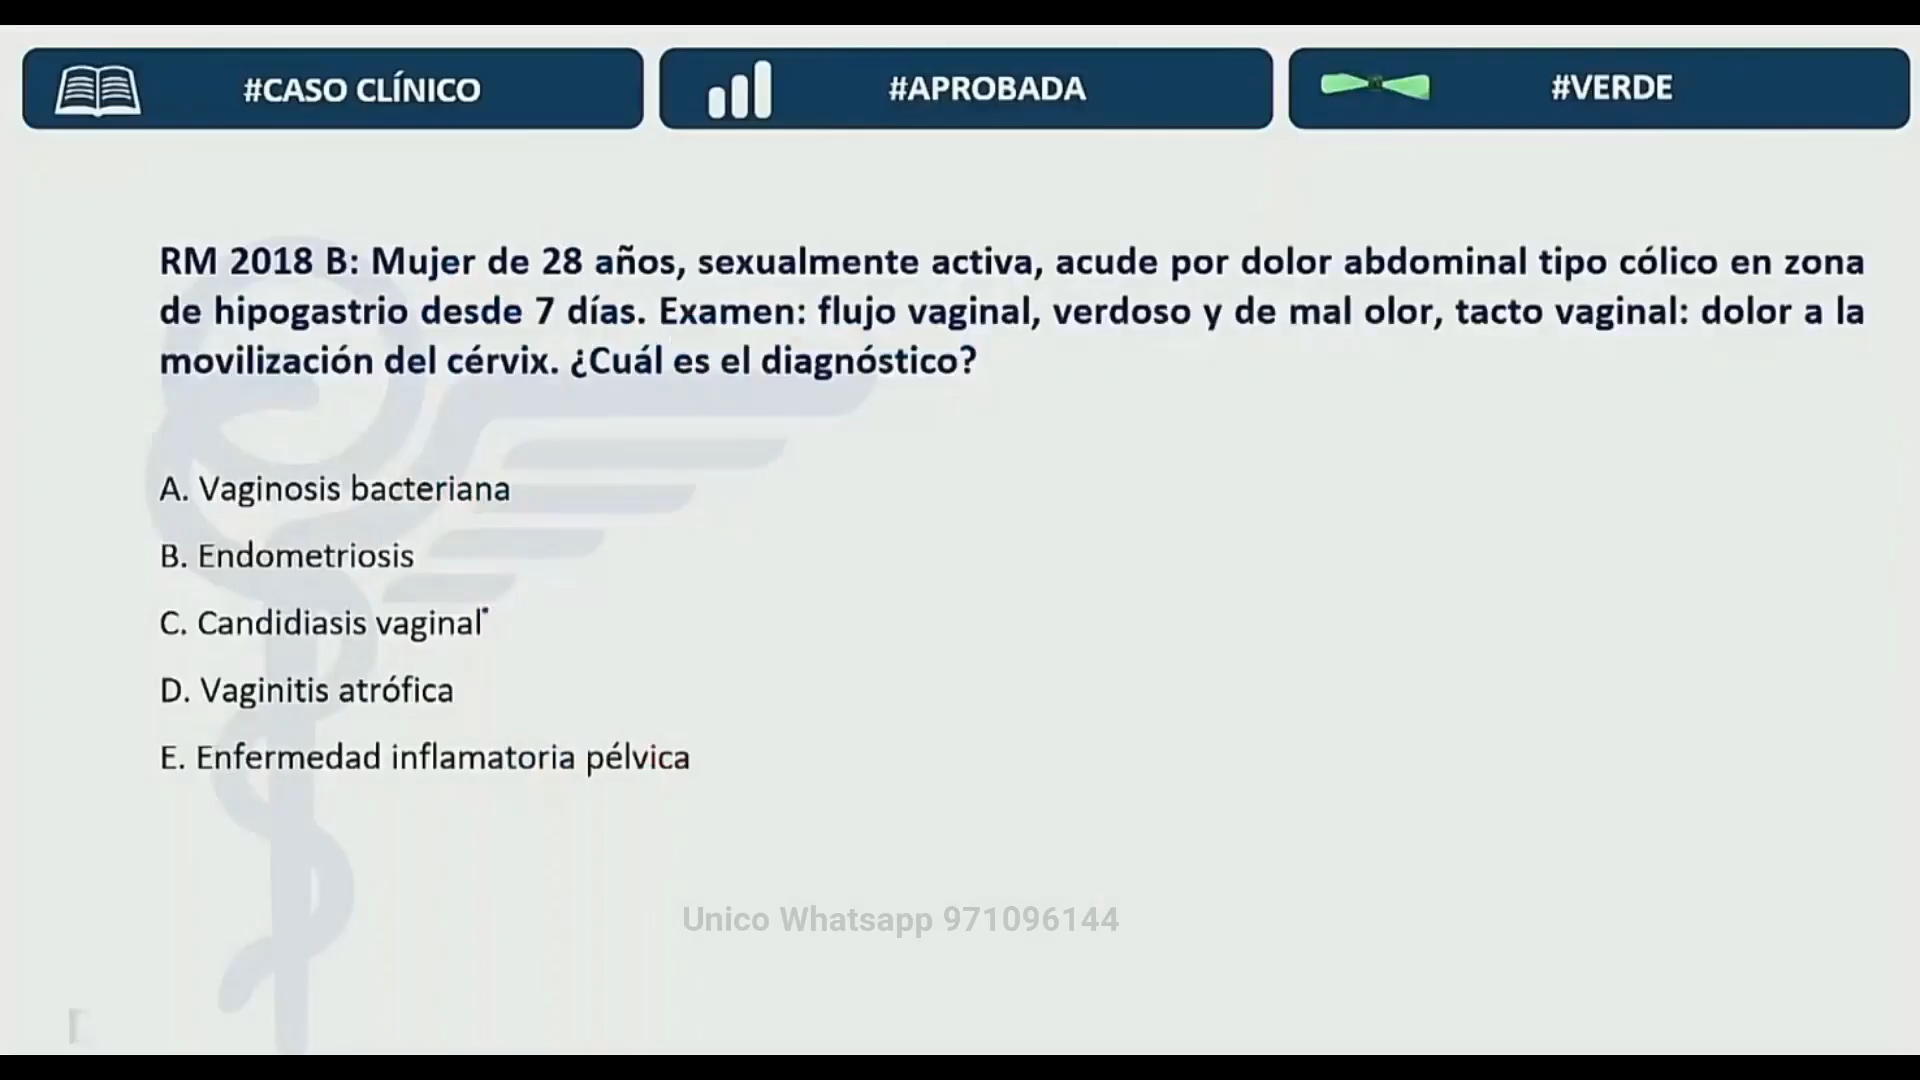 #CASO CLÍNICO
#APROBADA
#VERDE
RM 2018 B: Mujer de 28 años, sexualmente activa, acude por dolor abdominal tipo cólico en zona
de hipogastrio desde 7 días. Examen: flujo vaginal, verdoso y de mal olor, tacto vaginal: dolor a la
movilización del cérvix. ¿Cuál es el diagnóstico?
A. Vaginosis bacteriana
B. Endometriosis
C. Candidiasis vaginal
D. Vaginitis atrófica
E. Enfermedad inflamatoria pélvica
Unico Whatsapp 971096144